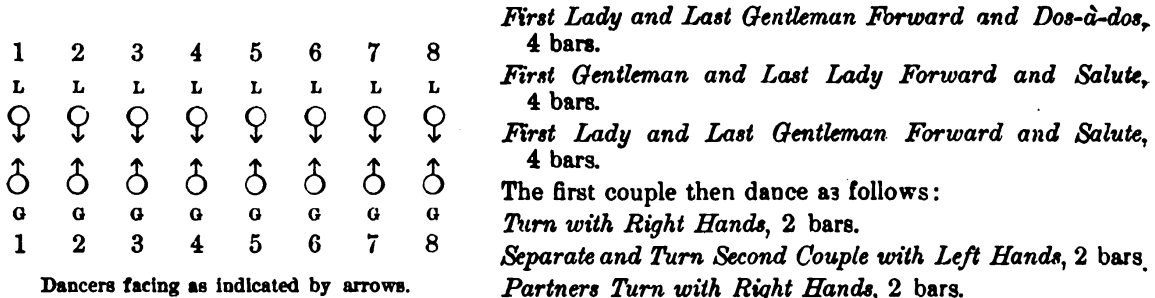 1 2 3 4 5 6 7 8
L L L L L L L L
G G G G G G G G
1 2 3 4 5 6 7 8
Dancers facing as indicated by arrows.
First Lady and Last Gentleman Forward and Dos-à-dos,
4 bars.
First Gentleman and Last Lady Forward and Salute,
4 bars.
First Lady and Last Gentleman Forward and Salute,
4 bars.
The first couple then dance as follows:
Turn with Right Hands, 2 bars.
Separate and Turn Second Couple with Left Hands, 2 bars.
Partners Turn with Right Hands, 2 bars.